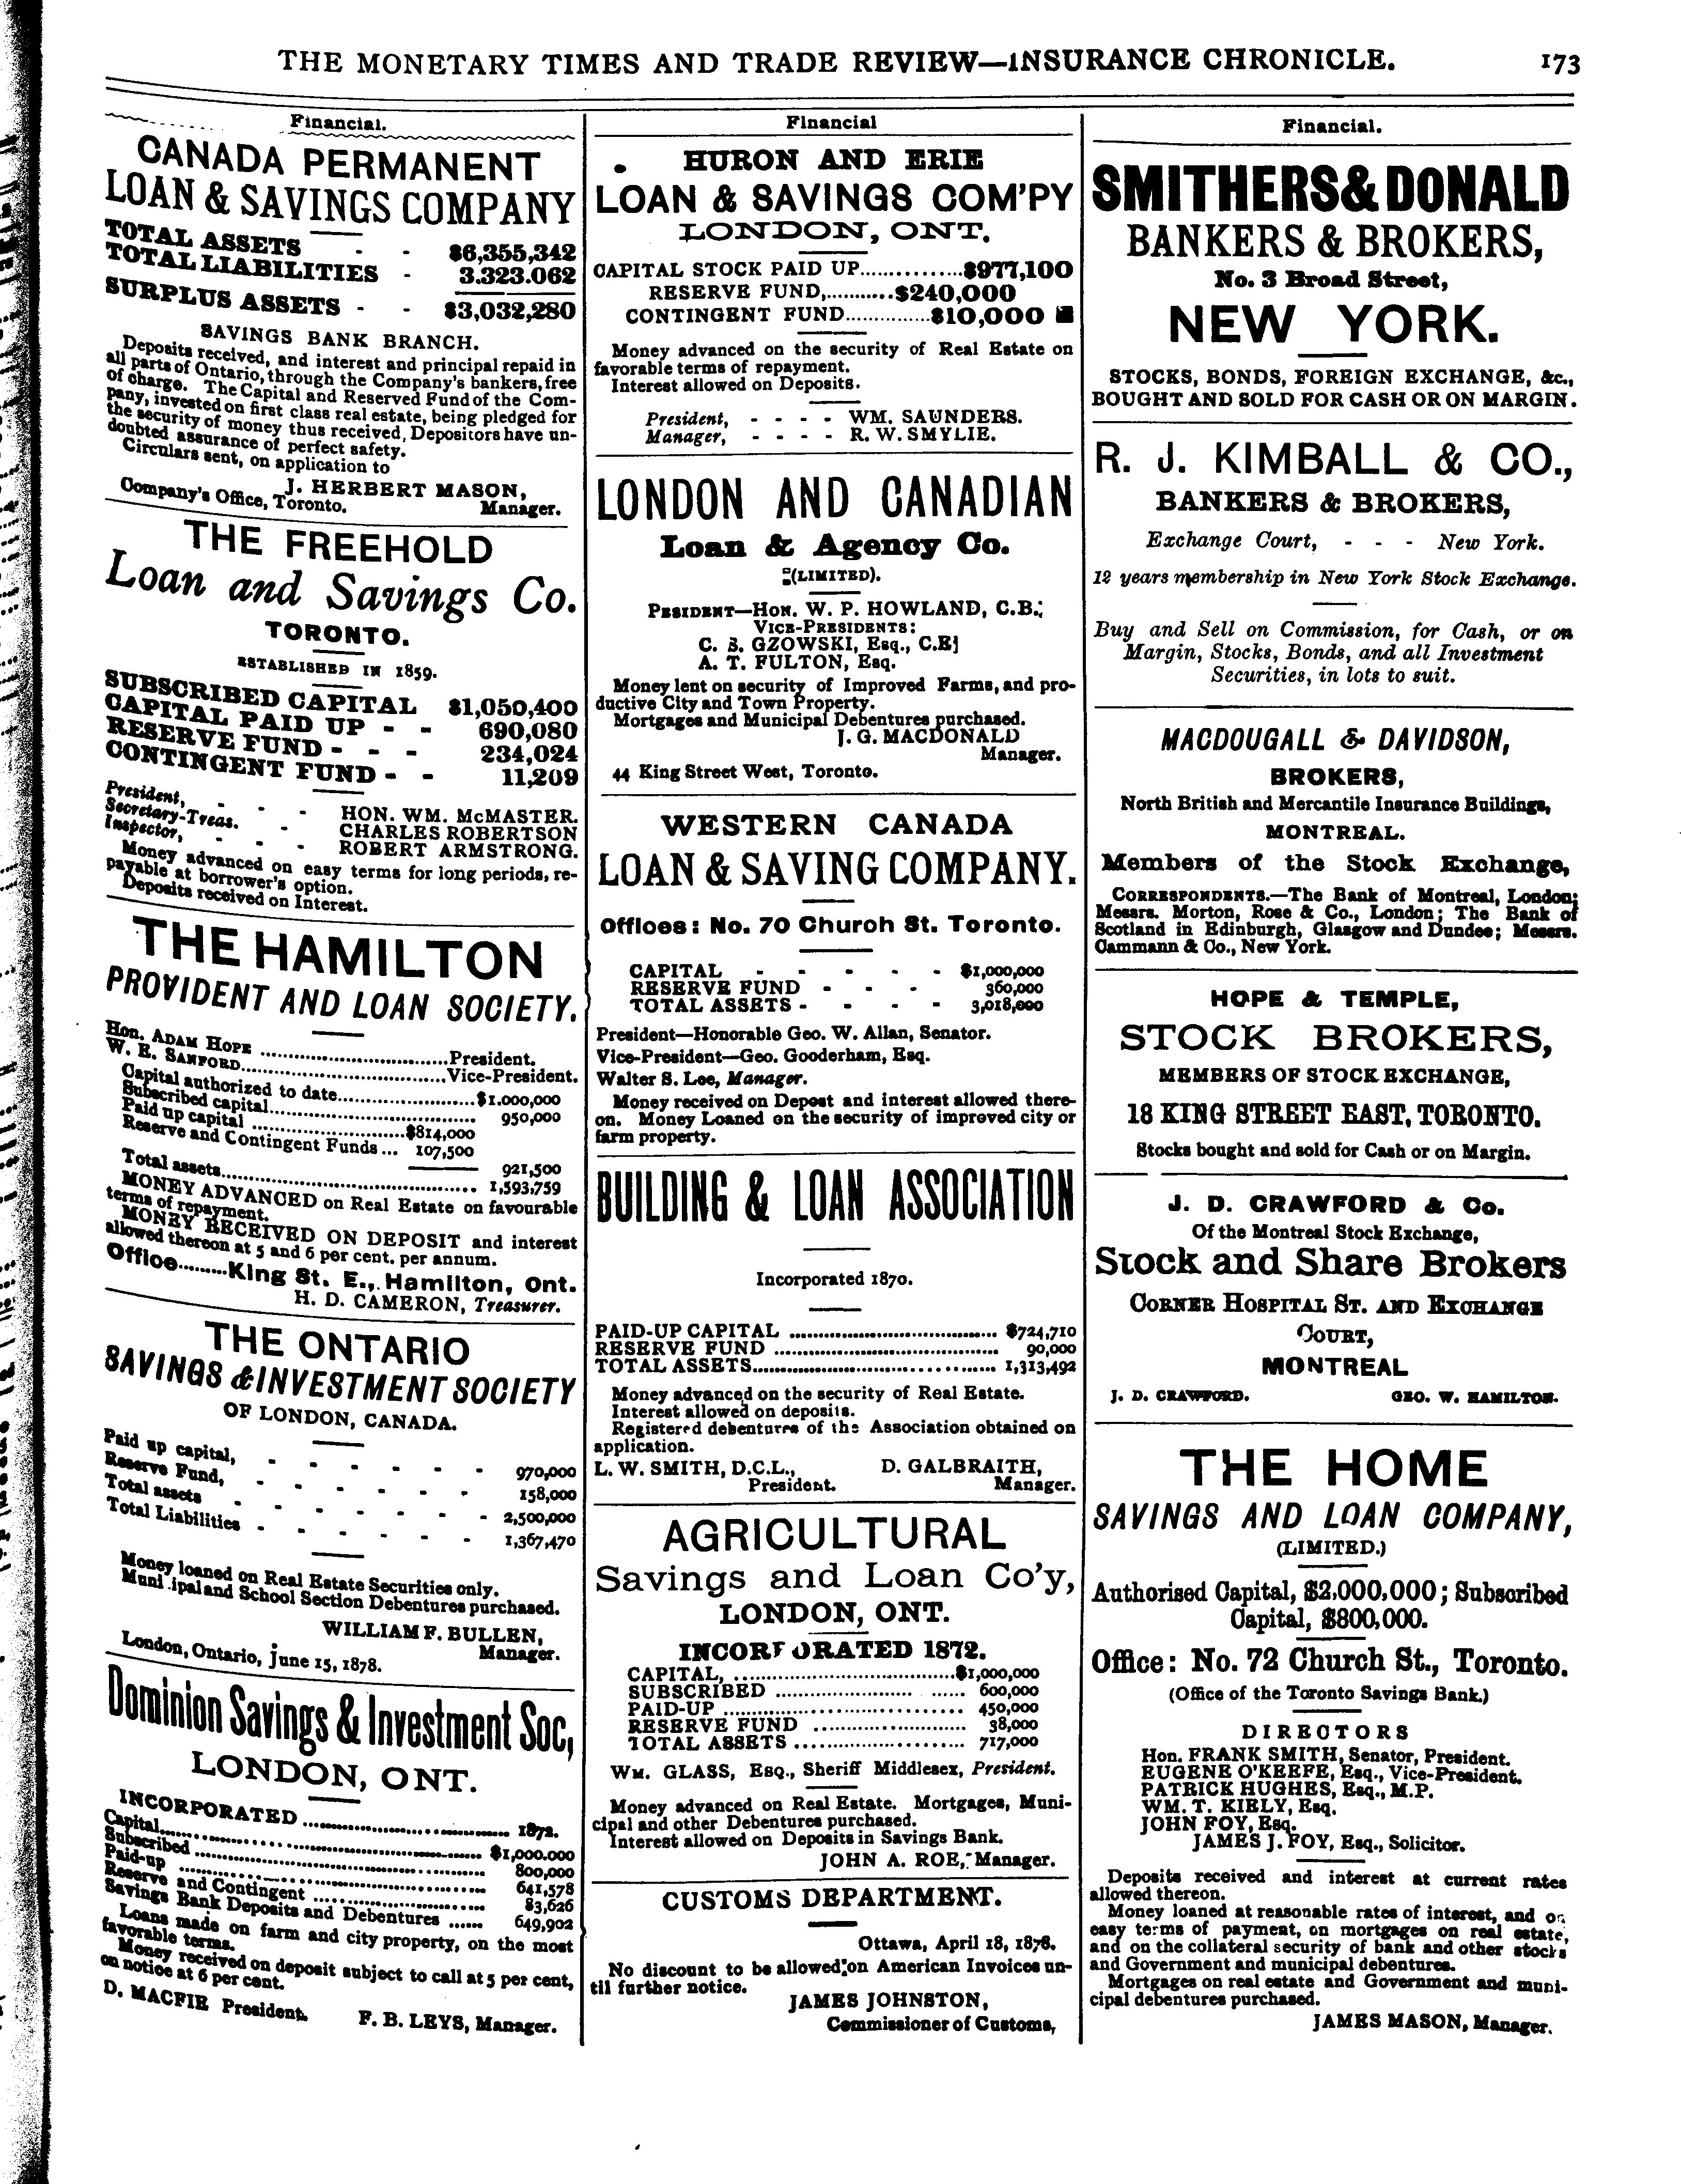 THE MONETARY TIMES AND TRADE REVIEW—INSURANCE CHRONICLE. 173
Financial.
CANADA PERMANENT
LOAN & SAVINGS COMPANY
TOTAL ASSETS - - $6,355,342
TOTAL LIABILITIES - 3.323.062
SURPLUS ASSETS - - $3,032,280
SAVINGS BANK BRANCH.
Deposits received, and interest and principal repaid in
all parts of Ontario, through the Company's bankers, free
of charge. The Capital and Reserved Fund of the Com-
pany, invested on first class real estate, being pledged for
the security of money thus received, Depositors have un-
doubted assurance of perfect safety.
Circulars sent, on application to
J. HERBERT MASON,
Company's Office, Toronto. Manager.
THE FREEHOLD
Loan and Savings Co.
TORONTO.
ESTABLISHED IN 1859.
SUBSCRIBED CAPITAL $1,050,400
CAPITAL PAID UP - - 690,080
RESERVE FUND - - - 234,024
CONTINGENT FUND - - 11,209
President, - - - HON. WM. McMASTER.
Secretary-Treas. - CHARLES ROBERTSON
Inspector, - - - ROBERT ARMSTRONG.
Money advanced on easy terms for long periods, re-
payable at borrower's option.
Deposits received on Interest.
THE HAMILTON
PROVIDENT AND LOAN SOCIETY.
Hon. ADAM HOPE ........ President.
W. E. SANFORD........ Vice-President.
Capital authorized to date........ $1.000,000
Subscribed capital........ 950,000
Paid up capital ........ $814,000
Reserve and Contingent Funds... 107,500
921,500
Total assets........ 1,593,759
MONEY ADVANCED on Real Estate on favourable
terms of repayment.
MONEY RECEIVED ON DEPOSIT and interest
allowed thereon at 5 and 6 per cent. per annum.
Office.........King St. E., Hamilton, Ont.
H. D. CAMERON, Treasurer.
THE ONTARIO
SAVINGS & INVESTMENT SOCIETY
OF LONDON, CANADA.
Paid up capital, - - - - - - 970,000
Reserve Fund, - - - - - - 158,000
Total assets - - - - - - 2,500,000
Total Liabilities - - - - - - 1,367,470
Money loaned on Real Estate Securities only.
Muni ipal and School Section Debentures purchased.
WILLIAM F. BULLEN,
Manager.
London, Ontario, june 15, 1878.
Dominion Savings & Investment Soc,
LONDON, ONT.
INCORPORATED ........ 1872.
Capital........ $1,000.000
Subscribed ........ 800,000
Paid-up ........ 641,578
Reserve and Contingent ........ 83,626
Savings Bank Deposits and Debentures ...... 649,902
Loans made on farm and city property, on the most
favorable terms.
Money received on deposit subject to call at 5 per cent,
on notice at 6 per cent.
D. MACFIE President. F. B. LEYS, Manager.
Financial
HURON AND ERIE
LOAN & SAVINGS COM'PY
LONDON, ONT.
CAPITAL STOCK PAID UP...............$977,100
RESERVE FUND,...........$240,000
CONTINGENT FUND..............$10,000
Money advanced on the security of Real Estate on
favorable terms of repayment.
Interest allowed on Deposits.
President, - - - - WM. SAUNDERS.
Manager, - - - - R. W. SMYLIE.
LONDON AND CANADIAN
Loan & Agency Co.
(LIMITED).
PRESIDENT—HON. W. P. HOWLAND, C.B.;
VICE-PRESIDENTS:
C. S. GZOWSKI, Esq., C.E]
A. T. FULTON, Esq.
Money lent on security of Improved Farms, and pro-
ductive City and Town Property.
Mortgages and Municipal Debentures purchased.
J. G. MACDONALD
Manager.
44 King Street West, Toronto.
WESTERN CANADA
LOAN & SAVING COMPANY.
Offices: No. 70 Church St. Toronto.
CAPITAL - - - - - $1,000,000
RESERVE FUND - - - 360,000
TOTAL ASSETS - - - - 3,018,000
President—Honorable Geo. W. Allan, Senator.
Vice-President—Geo. Gooderham, Esq.
Walter S. Lee, Manager.
Money received on Depost and interest allowed there-
on. Money Loaned on the security of improved city or
farm property.
BUILDING & LOAN ASSOCIATION
Incorporated 1870.
PAID-UP CAPITAL ........ $724,710
RESERVE FUND ........ 90,000
TOTAL ASSETS........ 1,313,492
Money advanced on the security of Real Estate.
Interest allowed on deposits.
Registered debentures of the Association obtained on
application.
L. W. SMITH, D.C.L., D. GALBRAITH,
President. Manager.
AGRICULTURAL
Savings and Loan Co'y,
LONDON, ONT.
INCORPORATED 1872.
CAPITAL, ........ $1,000,000
SUBSCRIBED ........ 600,000
PAID-UP ........ 450,000
RESERVE FUND ........ 38,000
TOTAL ASSETS ........ 717,000
WM. GLASS, ESQ., Sheriff Middlesex, President.
Money advanced on Real Estate. Mortgages, Muni-
cipal and other Debentures purchased.
Interest allowed on Deposits in Savings Bank.
JOHN A. ROE, Manager.
CUSTOMS DEPARTMENT.
Ottawa, April 18, 1878.
No discount to be allowed on American Invoices un-
til further notice.
JAMES JOHNSTON,
Commissioner of Customs,
Financial.
SMITHERS & DONALD
BANKERS & BROKERS,
No. 3 Broad Street,
NEW YORK.
STOCKS, BONDS, FOREIGN EXCHANGE, &c.,
BOUGHT AND SOLD FOR CASH OR ON MARGIN.
R. J. KIMBALL & CO.,
BANKERS & BROKERS,
Exchange Court, - - - New York.
12 years membership in New York Stock Exchange.
Buy and Sell on Commission, for Cash, or on
Margin, Stocks, Bonds, and all Investment
Securities, in lots to suit.
MACDOUGALL & DAVIDSON,
BROKERS,
North British and Mercantile Insurance Buildings,
MONTREAL.
Members of the Stock Exchange,
CORRESPONDENTS.—The Bank of Montreal, London;
Messrs. Morton, Rose & Co., London; The Bank of
Scotland in Edinburgh, Glasgow and Dundee; Messrs.
Cammann & Co., New York.
HOPE & TEMPLE,
STOCK BROKERS,
MEMBERS OF STOCK EXCHANGE,
18 KING STREET EAST, TORONTO.
Stocks bought and sold for Cash or on Margin.
J. D. CRAWFORD & Co.
Of the Montreal Stock Exchange,
Stock and Share Brokers
CORNER HOSPITAL ST. AND EXCHANGE
COURT,
MONTREAL
J. D. CRAWFORD. GEO. W. HAMILTON.
THE HOME
SAVINGS AND LOAN COMPANY,
(LIMITED.)
Authorised Capital, $2,000,000; Subscribed
Capital, $800,000.
Office: No. 72 Church St., Toronto.
(Office of the Toronto Savings Bank.)
DIRECTORS
Hon. FRANK SMITH, Senator, President.
EUGENE O'KEEFE, Esq., Vice-President.
PATRICK HUGHES, Esq., M.P.
WM. T. KIELY, Esq.
JOHN FOY, Esq.
JAMES J. FOY, Esq., Solicitor.
Deposits received and interest at current rates
allowed thereon.
Money loaned at reasonable rates of interest, and on
easy terms of payment, on mortgages on real estate,
and on the collateral security of bank and other stocks
and Government and municipal debentures.
Mortgages on real estate and Government and muni-
cipal debentures purchased.
JAMES MASON, Manager.